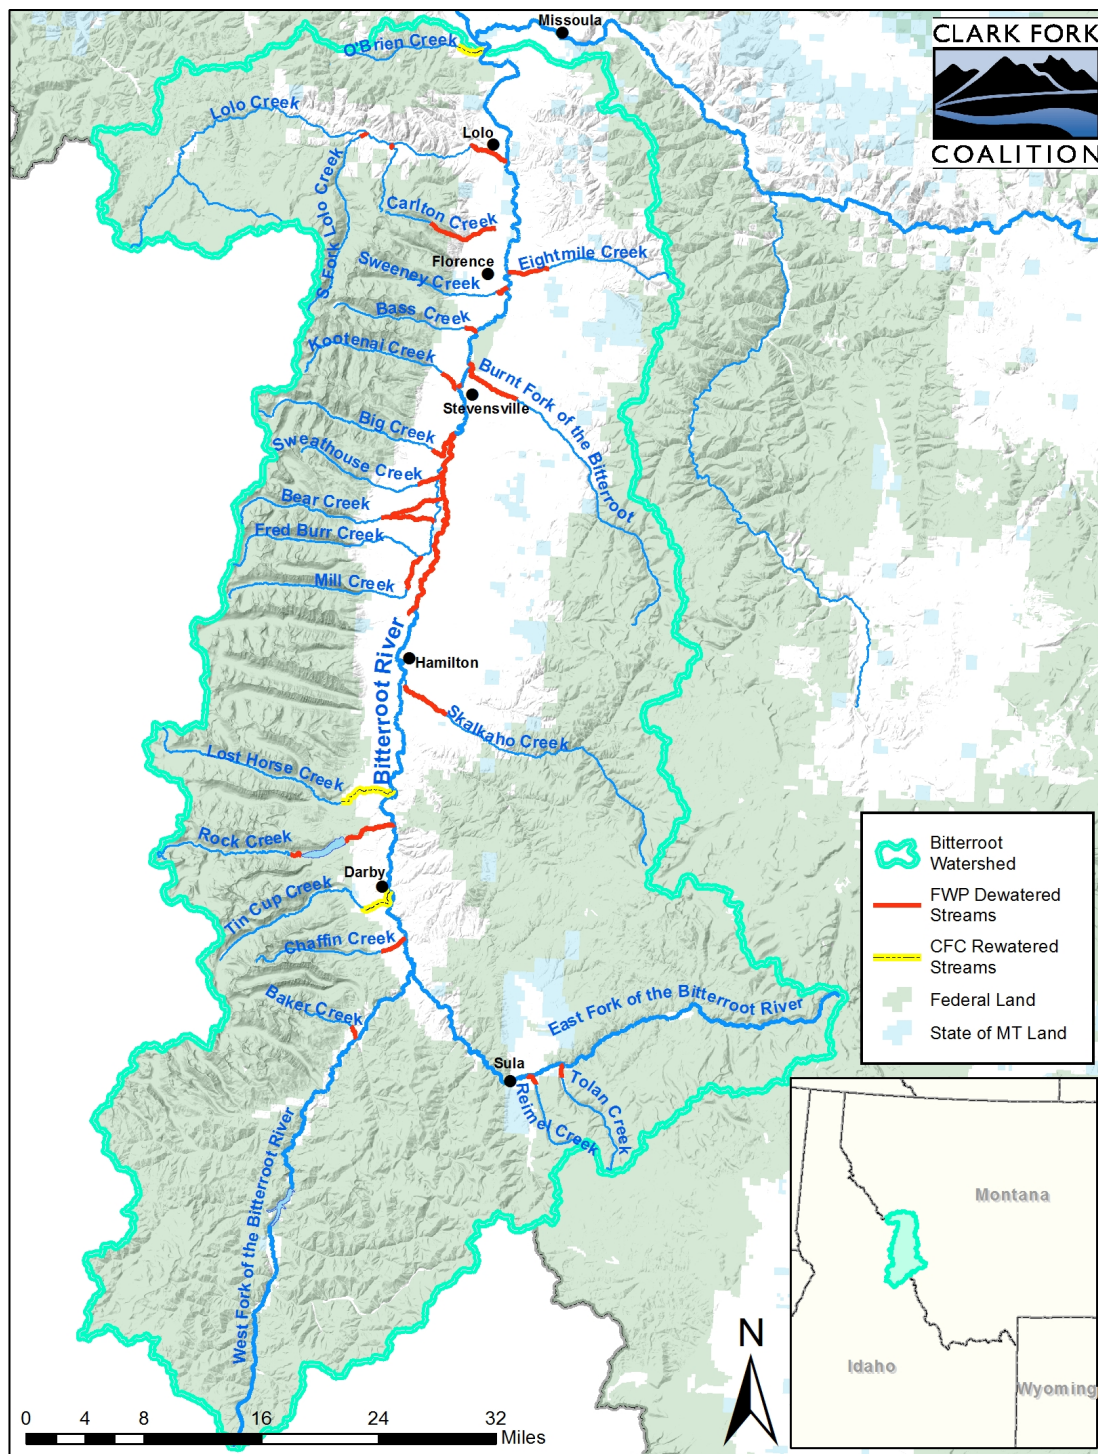 Missoula
CLARK FORK
COALITION
O'Brien Creek
Lolo Creek
Lolo
S. Fork Lolo Creek
Carlton Creek
Florence
Eightmile Creek
Sweeney Creek
Bass Creek
Kootenai Creek
Burnt Fork of the Bitterroot
Stevensville
Big Creek
Sweathouse Creek
Bear Creek
Fred Burr Creek
Mill Creek
Bitterroot River
Hamilton
Skalkaho Creek
Lost Horse Creek
Rock Creek
Darby
Tin Cup Creek
Chaffin Creek
Baker Creek
East Fork of the Bitterroot River
Sula
Tolan Creek
Reimel Creek
West Fork of the Bitterroot River
Bitterroot
Watershed
FWP Dewatered
Streams
CFC Rewatered
Streams
Federal Land
State of MT Land
Montana
Idaho
Wyoming
N
0 4 8 16 24 32
Miles